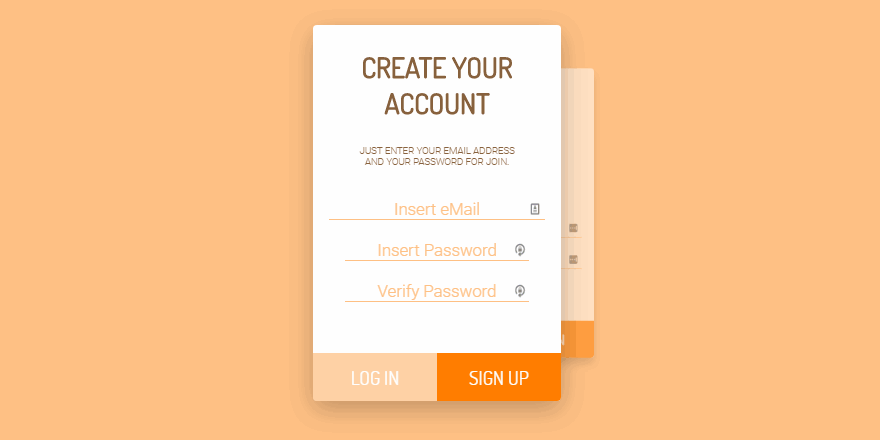 CREATE YOUR
ACCOUNT
JUST ENTER YOUR EMAIL ADDRESS
AND YOUR PASSWORD FOR JOIN.
Insert eMail
Insert Password
Verify Password
LOG IN
SIGN UP